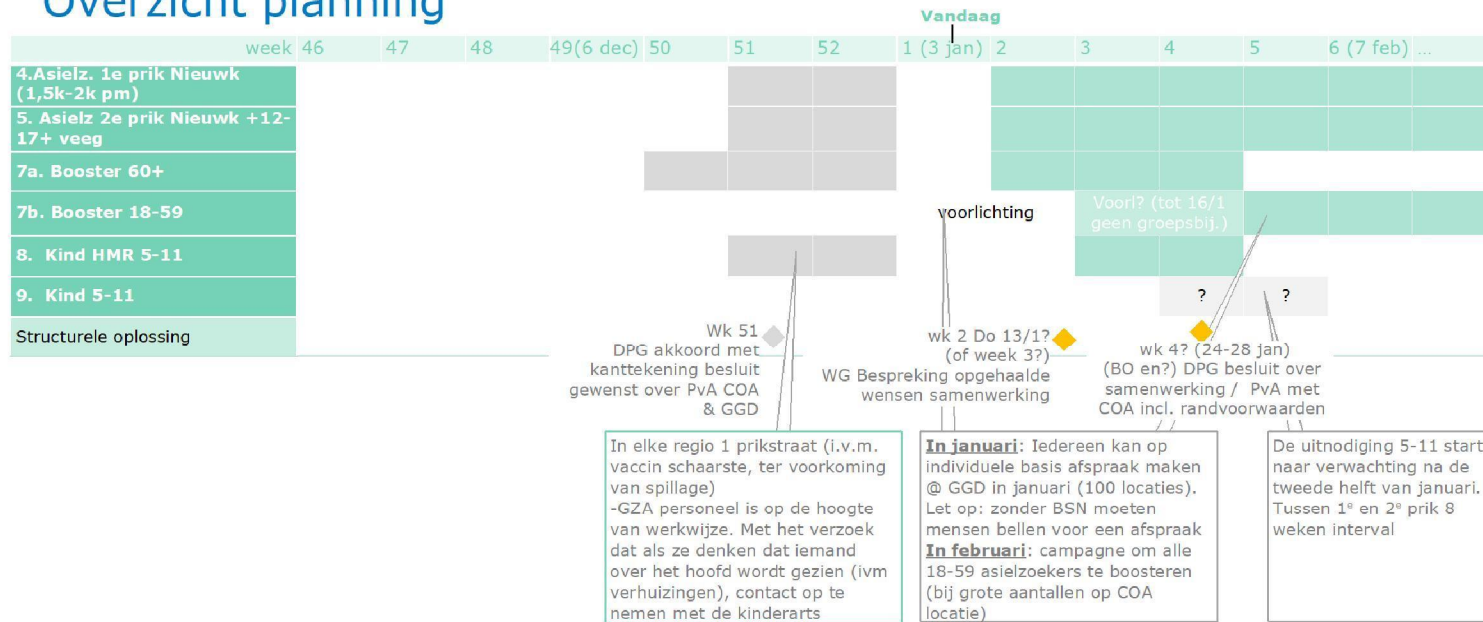 Overzicht planning
Vandaag
week 46 47 48 49(6 dec) 50 51 52 1 (3 jan) 2 3 4 5 6 (7 feb) ...
4.Asielz. 1e prik Nieuwk
(1,5k-2k pm)
5. Asielz 2e prik Nieuwk +12-
17+ veeg
7a. Booster 60+
7b. Booster 18-59
voorlichting
Voorl? (tot 16/1
geen groepsbij.)
8. Kind HMR 5-11
9. Kind 5-11
? ?
Structurele oplossing
Wk 51
DPG akkoord met
kanttekening besluit
gewenst over PvA COA
& GGD
wk 2 Do 13/1?
(of week 3?)
WG Bespreking opgehaalde
wensen samenwerking
wk 4? (24-28 jan)
(BO en?) DPG besluit over
samenwerking / PvA met
COA incl. randvoorwaarden
In elke regio 1 prikstraat (i.v.m.
vaccin schaarste, ter voorkoming
van spillage)
-GZA personeel is op de hoogte
van werkwijze. Met het verzoek
dat als ze denken dat iemand
over het hoofd wordt gezien (ivm
verhuizingen), contact op te
nemen met de kinderarts
In januari: Iedereen kan op
individuele basis afspraak maken
@ GGD in januari (100 locaties).
Let op: zonder BSN moeten
mensen bellen voor een afspraak
In februari: campagne om alle
18-59 asielzoekers te boosteren
(bij grote aantallen op COA
locatie)
De uitnodiging 5-11 start
naar verwachting na de
tweede helft van januari.
Tussen 1e en 2e prik 8
weken interval